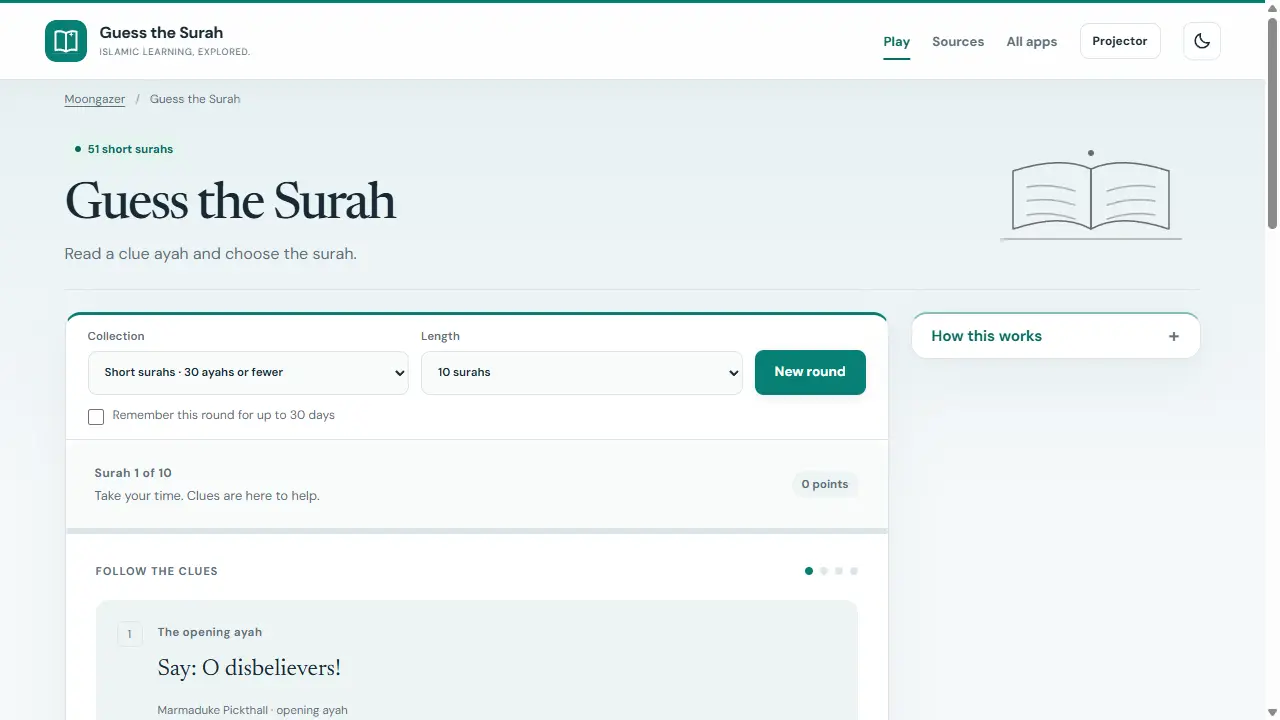 Guess the Surah
ISLAMIC LEARNING, EXPLORED.
Play
Sources
All apps
Projector
Moongazer / Guess the Surah
51 short surahs
Guess the Surah
Read a clue ayah and choose the surah.
Collection
Length
Short surahs · 30 ayahs or fewer
10 surahs
New round
Remember this round for up to 30 days
How this works
+
Surah 1 of 10
Take your time. Clues are here to help.
0 points
FOLLOW THE CLUES
1
The opening ayah
Say: O disbelievers!
Marmaduke Pickthall · opening ayah